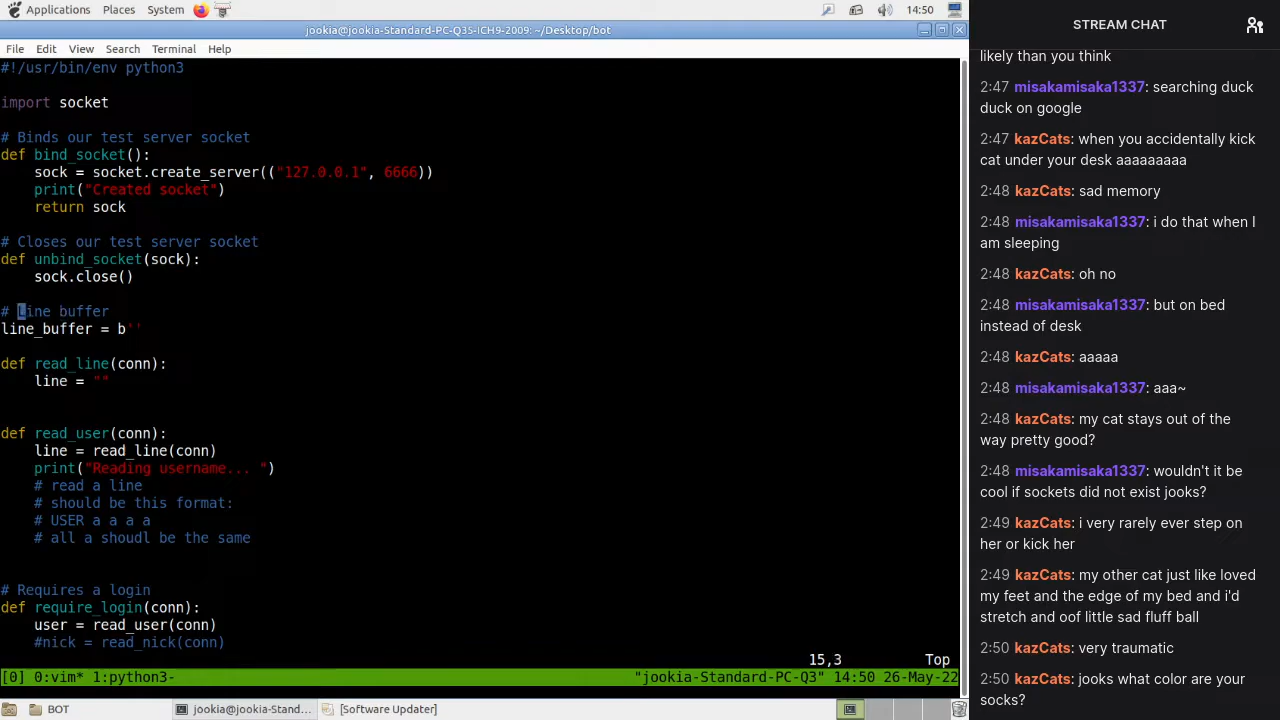 Applications Places System 14:50
jookia@jookia-Standard-PC-Q35-ICH9-2009: ~/Desktop/bot
File Edit View Search Terminal Help
#!/usr/bin/env python3
import socket
# Binds our test server socket
def bind_socket():
    sock = socket.create_server(("127.0.0.1", 6666))
    print("Created socket")
    return sock
# Closes our test server socket
def unbind_socket(sock):
    sock.close()
# Line buffer
line_buffer = b''
def read_line(conn):
    line = ""
def read_user(conn):
    line = read_line(conn)
    print("Reading username... ")
    # read a line
    # should be this format:
    # USER a a a a
    # all a shoudl be the same
# Requires a login
def require_login(conn):
    user = read_user(conn)
    #nick = read_nick(conn)
15,3 Top
[0] 0:vim* 1:python3- "jookia-Standard-PC-Q3" 14:50 26-May-22
BOT jookia@jookia-Stand... [Software Updater]
STREAM CHAT
likely than you think
2:47 misakamisaka1337: searching duck
duck on google
2:47 kazCats: when you accidentally kick
cat under your desk aaaaaaaaa
2:48 kazCats: sad memory
2:48 misakamisaka1337: i do that when I
am sleeping
2:48 kazCats: oh no
2:48 misakamisaka1337: but on bed
instead of desk
2:48 kazCats: aaaaa
2:48 misakamisaka1337: aaa~
2:48 kazCats: my cat stays out of the
way pretty good?
2:48 misakamisaka1337: wouldn't it be
cool if sockets did not exist jooks?
2:49 kazCats: i very rarely ever step on
her or kick her
2:49 kazCats: my other cat just like loved
my feet and the edge of my bed and i'd
stretch and oof little sad fluff ball
2:50 kazCats: very traumatic
2:50 kazCats: jooks what color are your
socks?